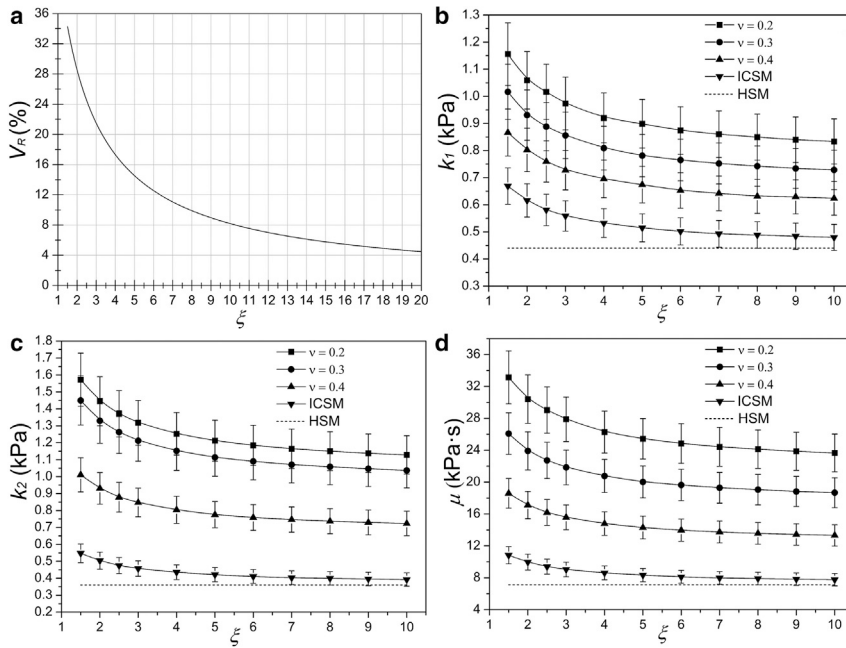 a
36
32
28
24
20
16
12
8
4
0
V_R (%)
1 2 3 4 5 6 7 8 9 10 11 12 13 14 15 16 17 18 19 20
ξ
b
1.3
1.2
1.1
1.0
0.9
0.8
0.7
0.6
0.5
0.4
0.3
k₁ (kPa)
ν = 0.2
ν = 0.3
ν = 0.4
ICSM
HSM
1 2 3 4 5 6 7 8 9 10
ξ
c
1.8
1.7
1.6
1.5
1.4
1.3
1.2
1.1
1.0
0.9
0.8
0.7
0.6
0.5
0.4
0.3
0.2
k₂ (kPa)
ν = 0.2
ν = 0.3
ν = 0.4
ICSM
HSM
1 2 3 4 5 6 7 8 9 10
ξ
d
36
32
28
24
20
16
12
8
4
μ (kPa·s)
ν = 0.2
ν = 0.3
ν = 0.4
ICSM
HSM
1 2 3 4 5 6 7 8 9 10
ξ